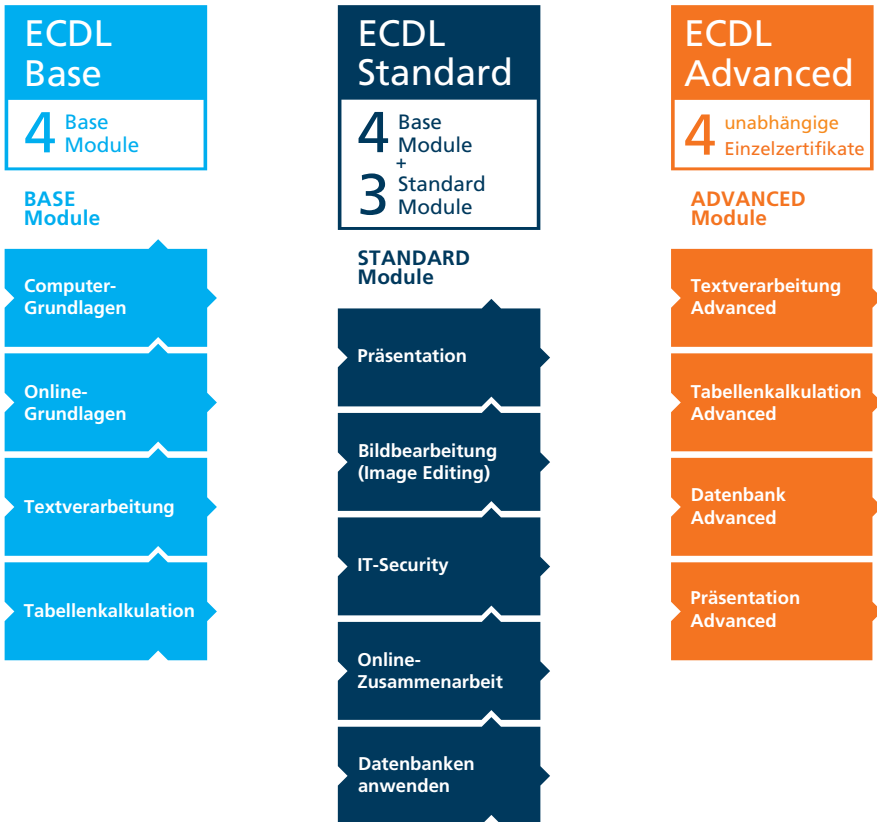 ECDL
Base
4 Base
Module
BASE
Module
Computer-
Grundlagen
Online-
Grundlagen
Textverarbeitung
Tabellenkalkulation
ECDL
Standard
4 Base
Module
+
3 Standard
Module
STANDARD
Module
Präsentation
Bildbearbeitung
(Image Editing)
IT-Security
Online-
Zusammenarbeit
Datenbanken
anwenden
ECDL
Advanced
4 unabhängige
Einzelzertifikate
ADVANCED
Module
Textverarbeitung
Advanced
Tabellenkalkulation
Advanced
Datenbank
Advanced
Präsentation
Advanced